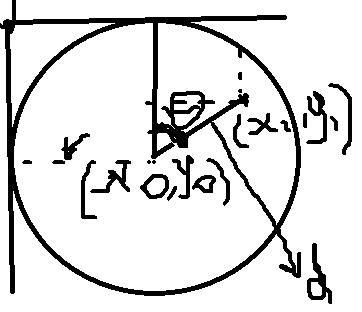 θ
(x₁, y₁)
(x0, y0)
d₁